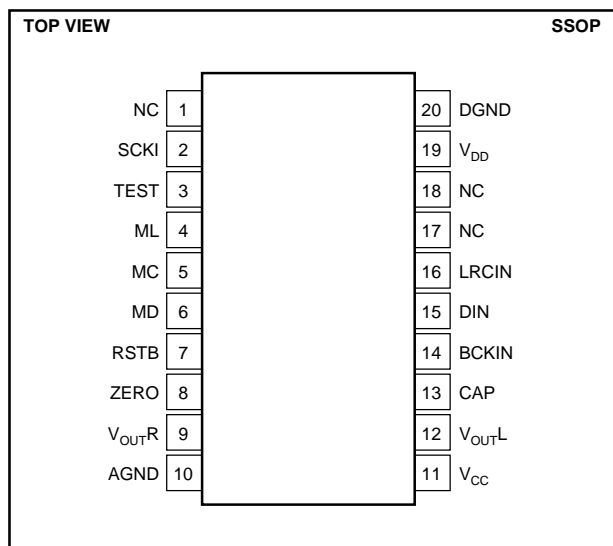 TOP VIEW SSOP
NC 1 20 DGND
SCKI 2 19 VDD
TEST 3 18 NC
ML 4 17 NC
MC 5 16 LRCIN
MD 6 15 DIN
RSTB 7 14 BCKIN
ZERO 8 13 CAP
VOUTR 9 12 VOUTL
AGND 10 11 VCC